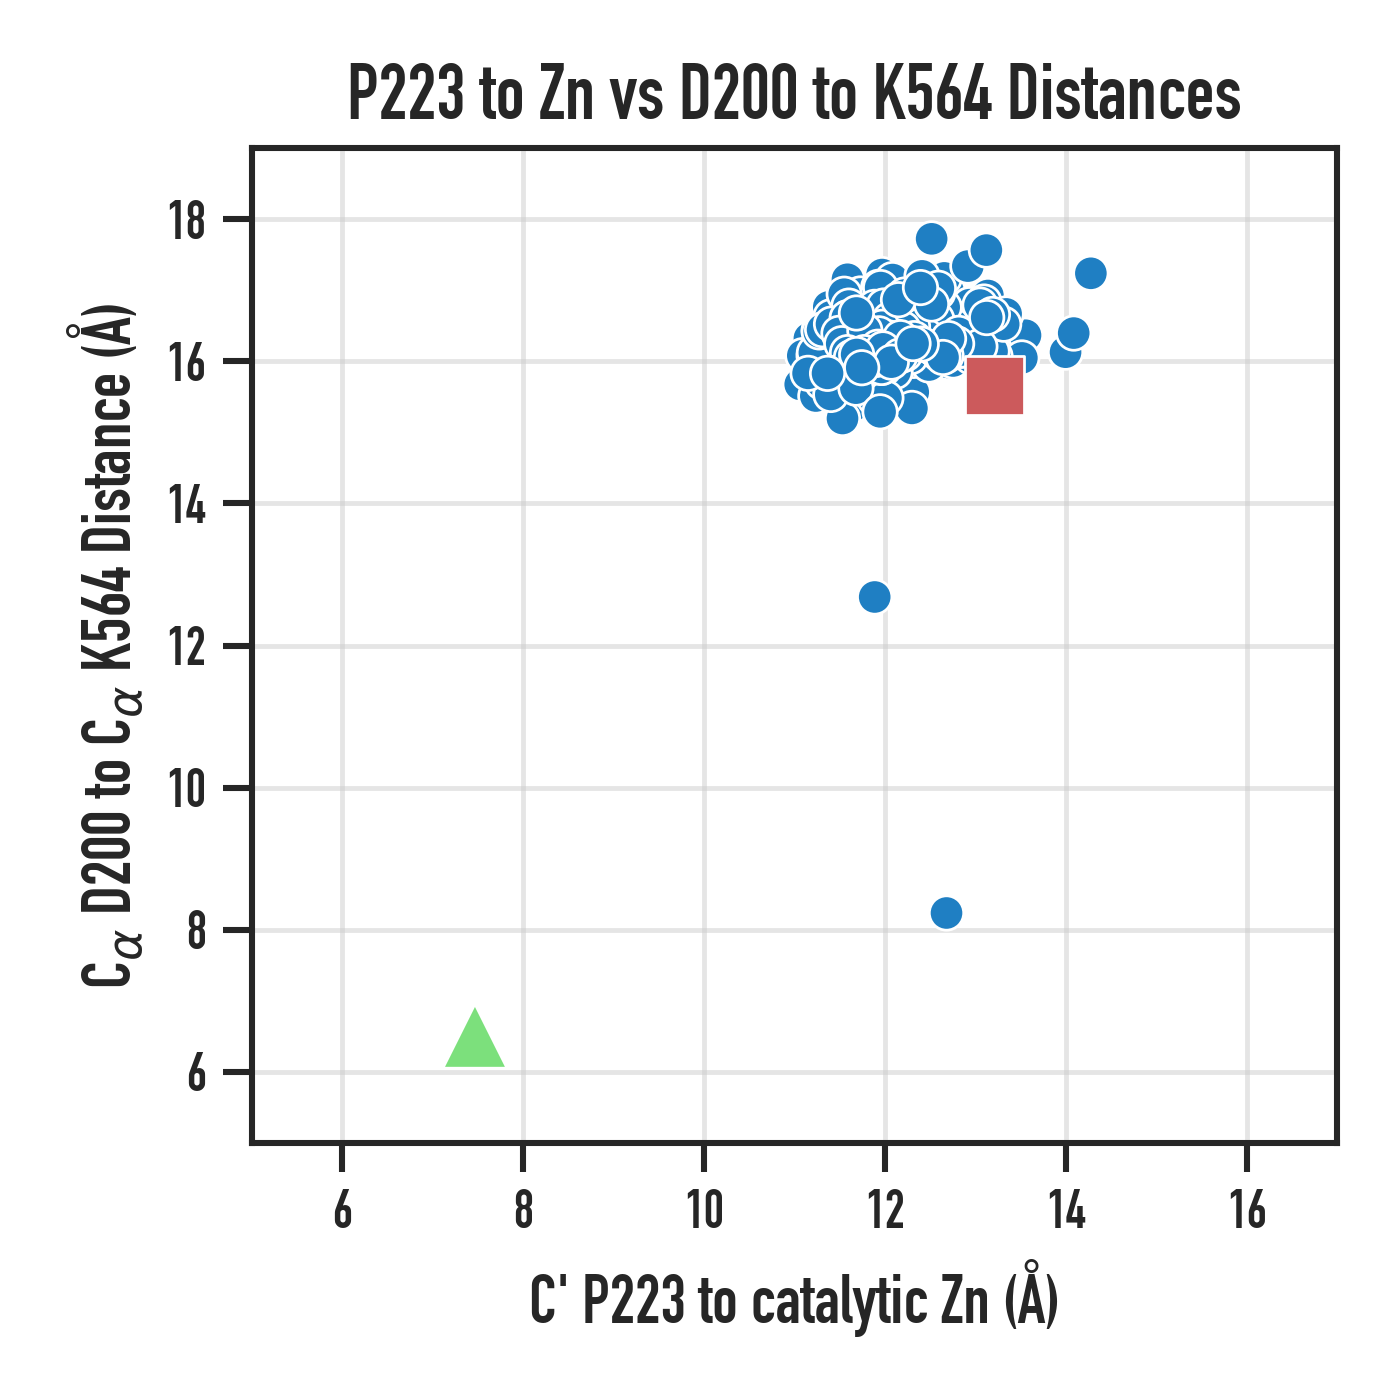 P223 to Zn vs D200 to K564 Distances
Cα D200 to Cα K564 Distance (Å)
18
16
14
12
10
8
6
6 8 10 12 14 16
C' P223 to catalytic Zn (Å)